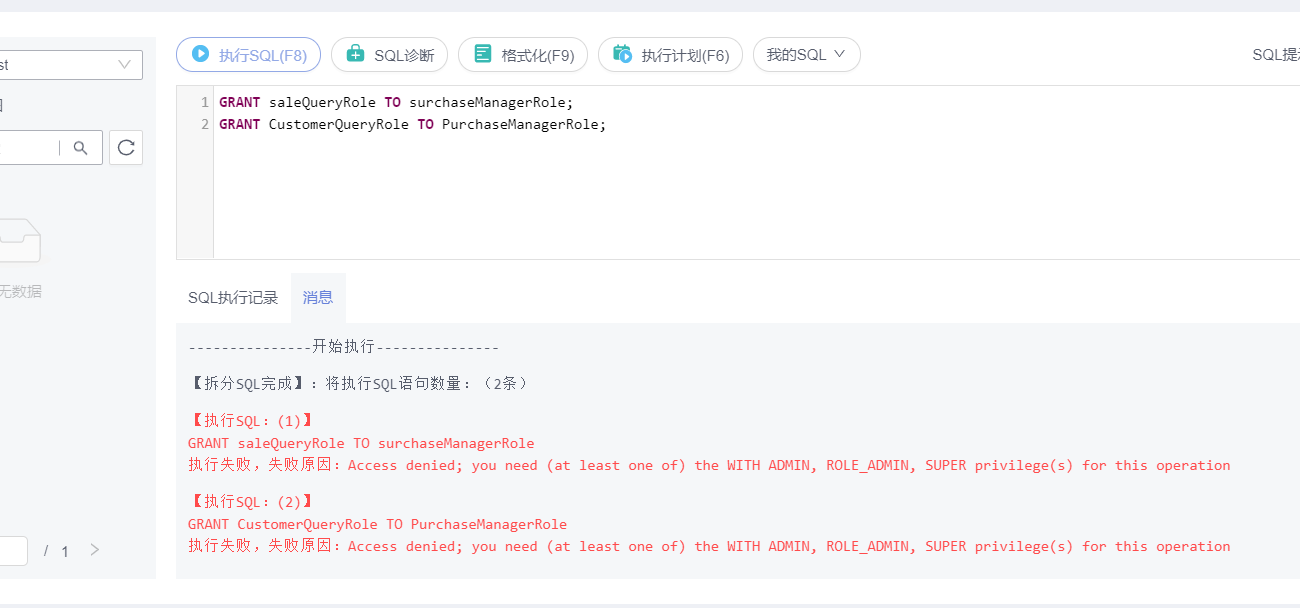 执行SQL(F8)
SQL诊断
格式化(F9)
执行计划(F6)
我的SQL
SQL提
st
1 GRANT saleQueryRole TO surchaseManagerRole;
2 GRANT CustomerQueryRole TO PurchaseManagerRole;
无数据
SQL执行记录
消息
---------------开始执行---------------
【拆分SQL完成】:将执行SQL语句数量:(2条)
【执行SQL:(1)】
GRANT saleQueryRole TO surchaseManagerRole
执行失败,失败原因:Access denied; you need (at least one of) the WITH ADMIN, ROLE_ADMIN, SUPER privilege(s) for this operation
【执行SQL:(2)】
GRANT CustomerQueryRole TO PurchaseManagerRole
执行失败,失败原因:Access denied; you need (at least one of) the WITH ADMIN, ROLE_ADMIN, SUPER privilege(s) for this operation
/ 1